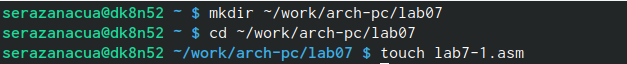 serazanacua@dk8n52 ~ $ mkdir ~/work/arch-pc/lab07
serazanacua@dk8n52 ~ $ cd ~/work/arch-pc/lab07
serazanacua@dk8n52 ~/work/arch-pc/lab07 $ touch lab7-1.asm